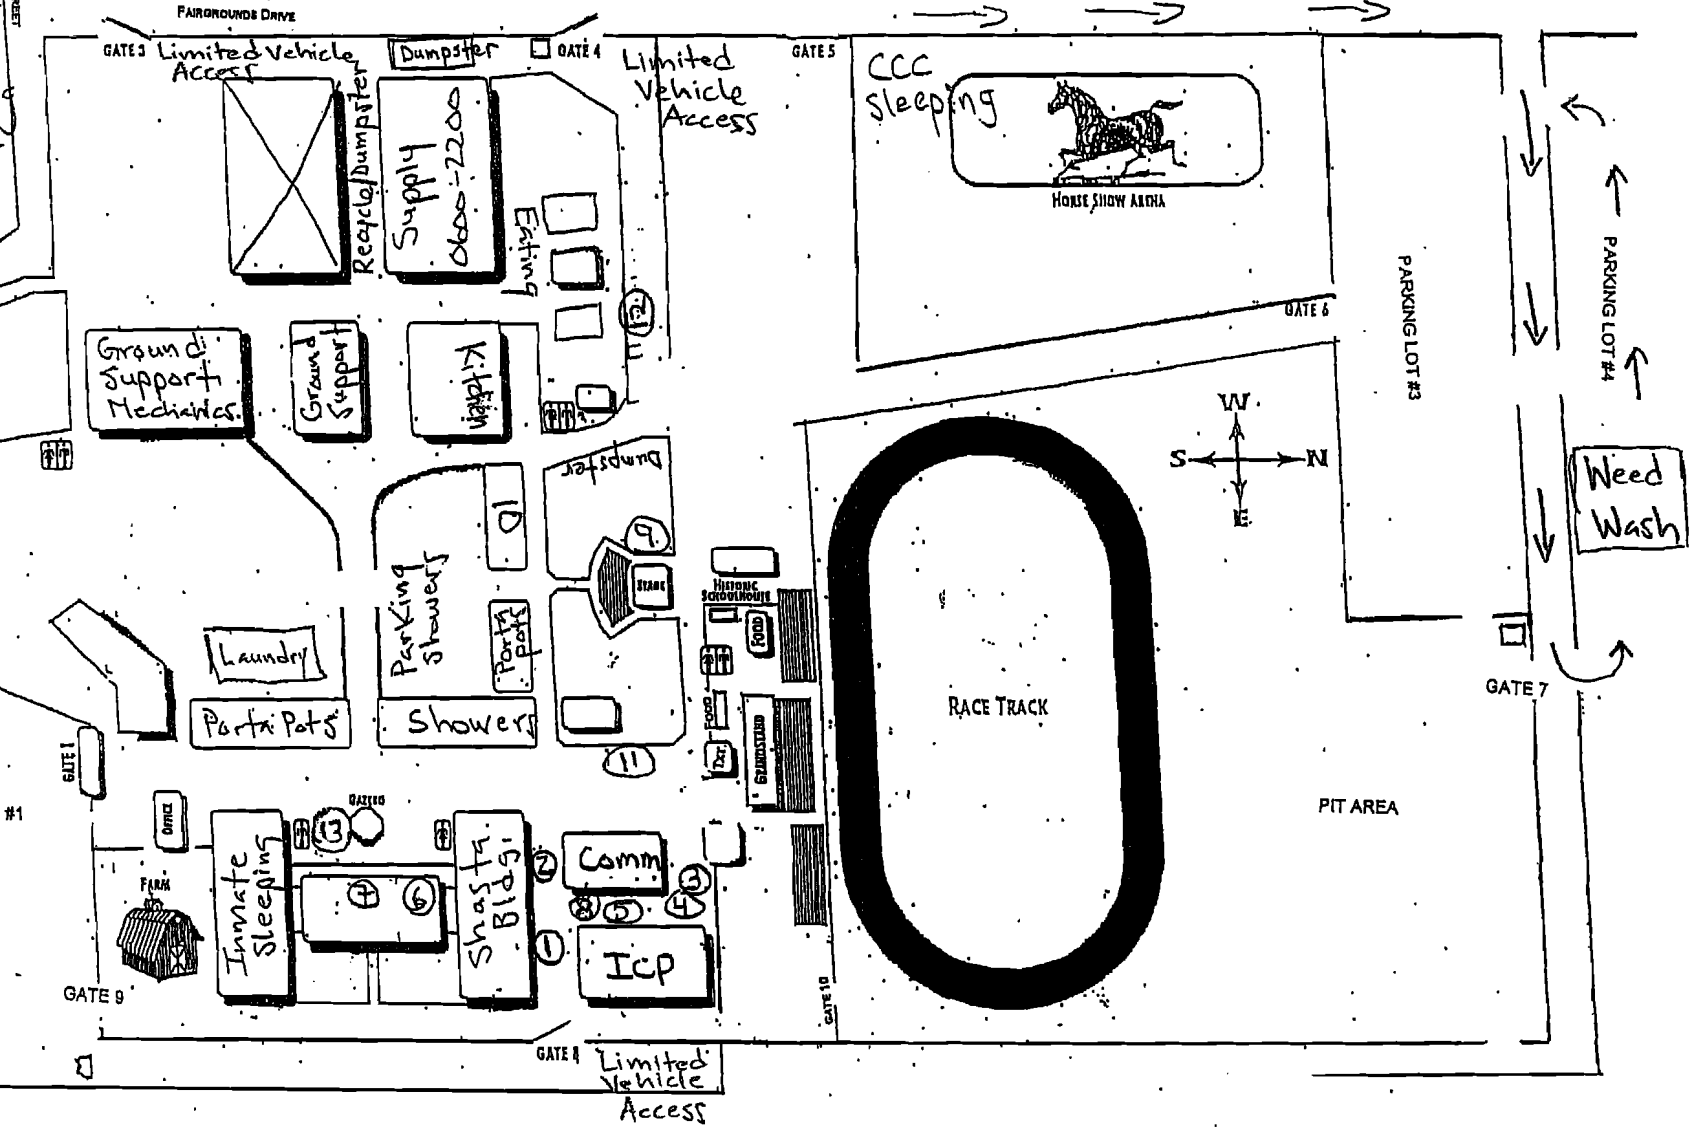 FAIRGROUNDS DRIVE
GATE 3
Limited Vehicle
Access
Dumpster
GATE 4
Limited
Vehicle
Access
GATE 5
CCC
Sleeping
HORSE SHOW ARENA
Recycle/Dumpster
Supply
0600-2200
Eating
12
GATE 6
PARKING LOT #3
PARKING LOT #4
Ground
Support
Mechanics
Ground
Support
Kitchen
W
S
N
E
Weed
Wash
Dumpster
10
9
STAGE
HISTORIC
SCHOOLHOUSE
FOOD
Parking
Showers
Porta
Pots
Laundry
Porta Pots
Showers
FOOD
TKT.
GRANDSTAND
RACE TRACK
GATE 7
11
GATE 1
#1
OFFICE
GAZEBO
13
PIT AREA
Inmate
Sleeping
7
6
Shasta
Bldg.
2
Comm
3
4
5
8
1
ICP
FARM
GATE 9
GATE 10
GATE 8
Limited
Vehicle
Access